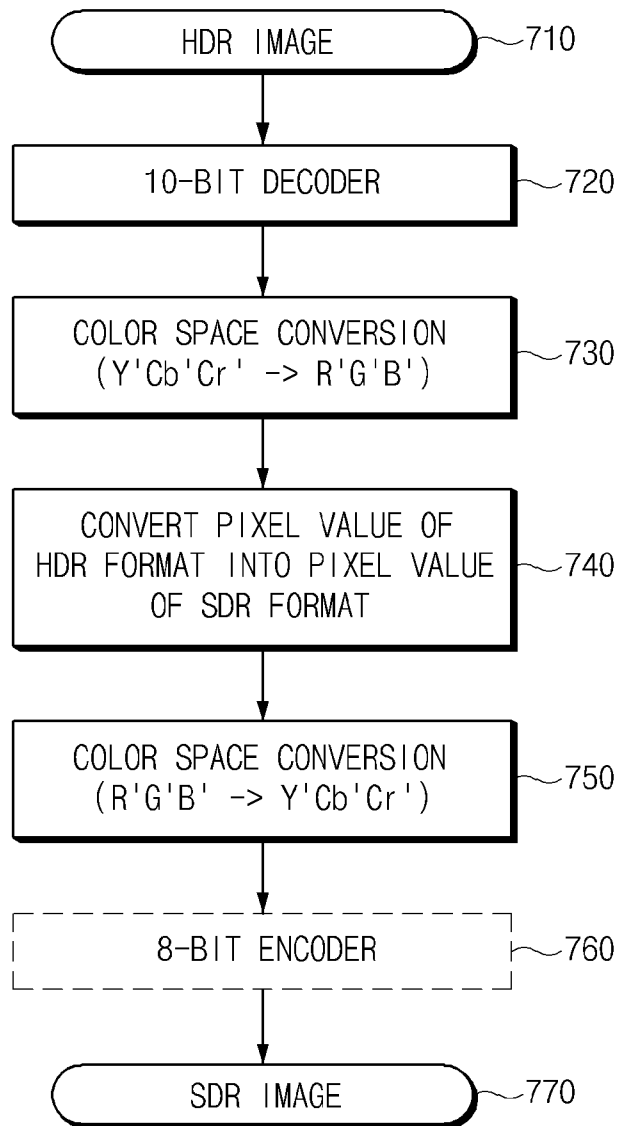 HDR IMAGE
710
10-BIT DECODER
720
COLOR SPACE CONVERSION
(Y'Cb'Cr' -> R'G'B')
730
CONVERT PIXEL VALUE OF
HDR FORMAT INTO PIXEL VALUE
OF SDR FORMAT
740
COLOR SPACE CONVERSION
(R'G'B' -> Y'Cb'Cr')
750
8-BIT ENCODER
760
SDR IMAGE
770